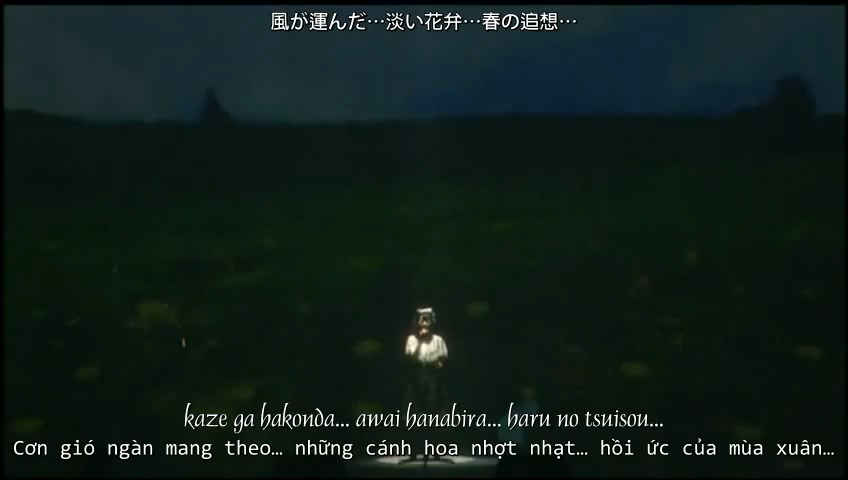 風が運んだ…淡い花弁…春の追想…
kaze ga hakonda... awai hanabira... haru no tsuisou...
Cơn gió ngàn mang theo… những cánh hoa nhợt nhạt… hồi ức của mùa xuân…